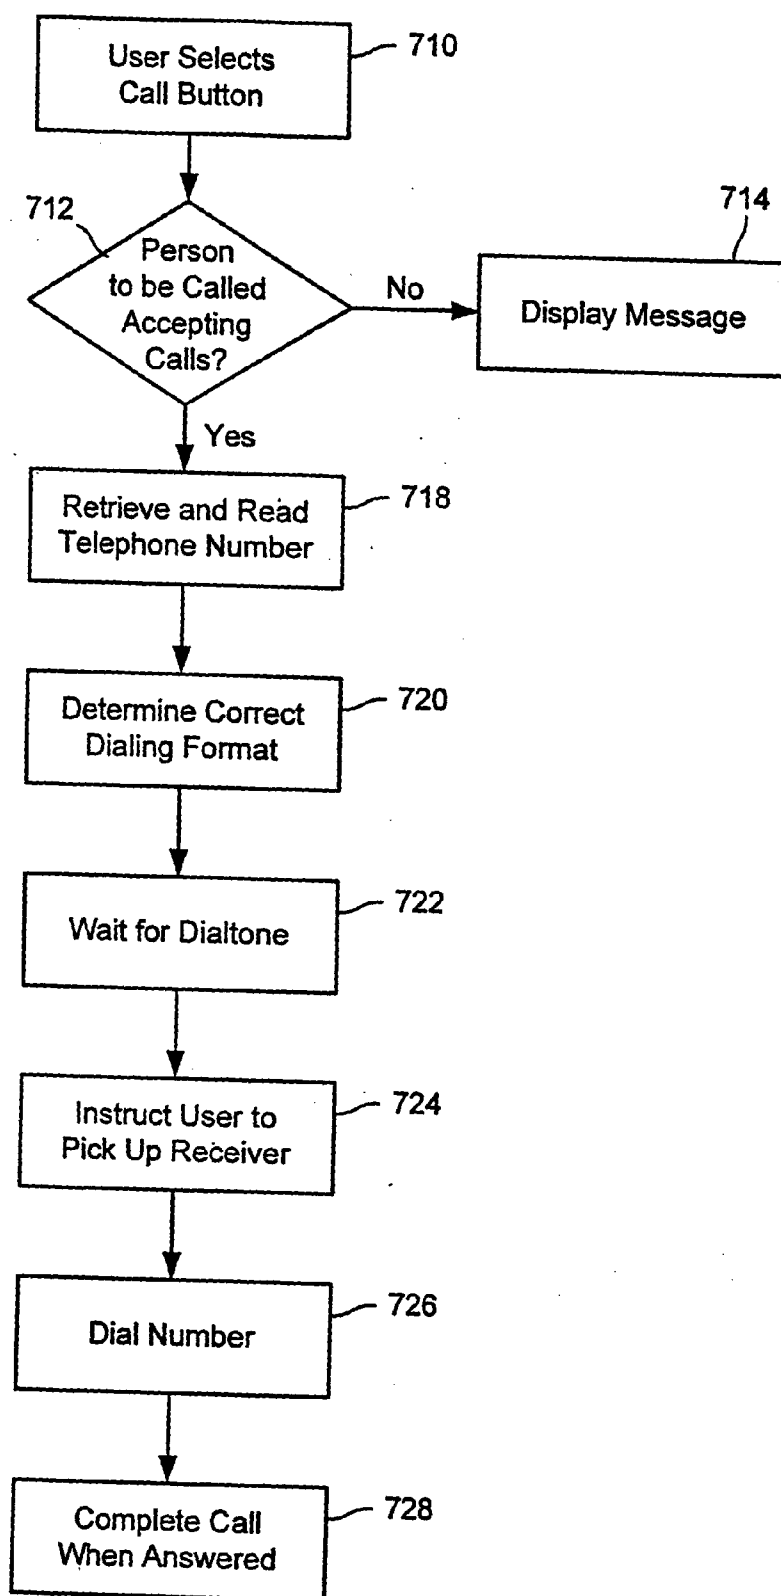 User Selects
Call Button
710
712
Person
to be Called
Accepting
Calls?
No
714
Display Message
Yes
Retrieve and Read
Telephone Number
718
Determine Correct
Dialing Format
720
Wait for Dialtone
722
Instruct User to
Pick Up Receiver
724
Dial Number
726
Complete Call
When Answered
728